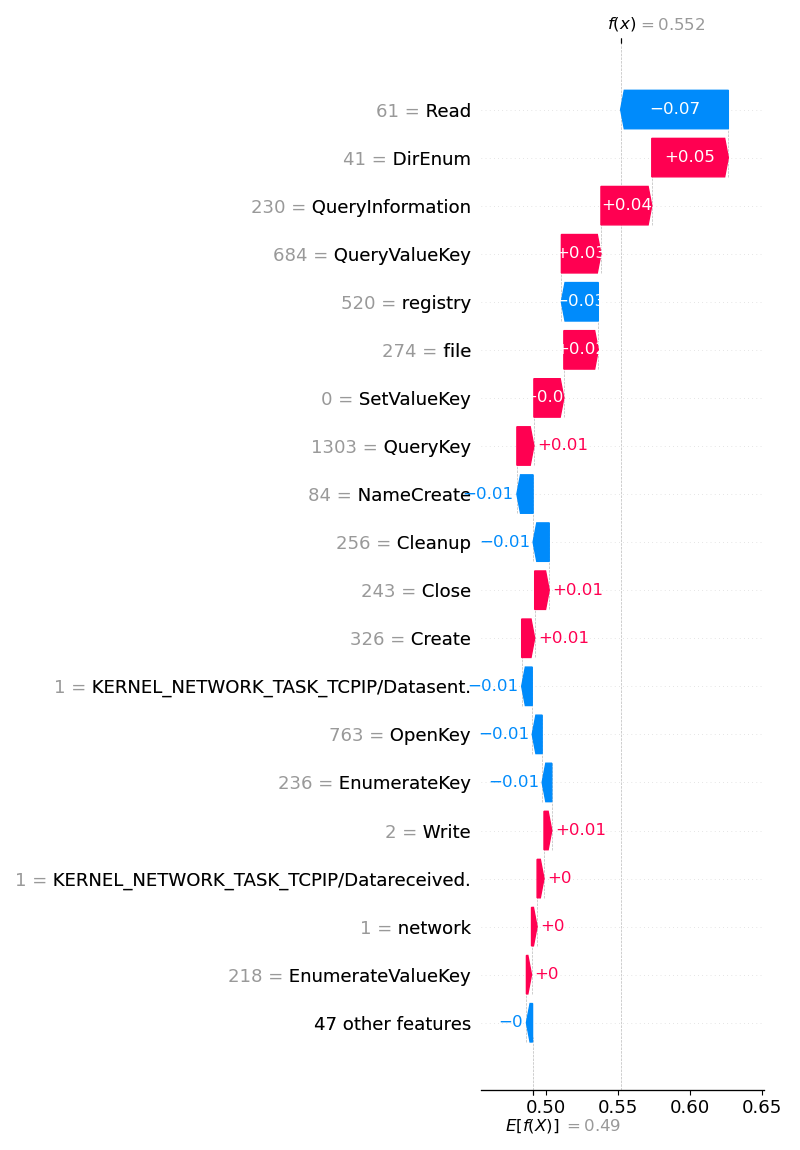 f(x) = 0.552
61 = Read −0.07
41 = DirEnum +0.05
230 = QueryInformation +0.04
684 = QueryValueKey +0.03
520 = registry −0.03
274 = file +0.02
0 = SetValueKey
1303 = QueryKey +0.01
84 = NameCreate −0.01
256 = Cleanup −0.01
243 = Close +0.01
326 = Create +0.01
1 = KERNEL_NETWORK_TASK_TCPIP/Datasent. −0.01
763 = OpenKey −0.01
236 = EnumerateKey −0.01
2 = Write +0.01
1 = KERNEL_NETWORK_TASK_TCPIP/Datareceived. +0
1 = network +0
218 = EnumerateValueKey +0
47 other features −0
0.50 0.55 0.60 0.65
E[f(X)] = 0.49